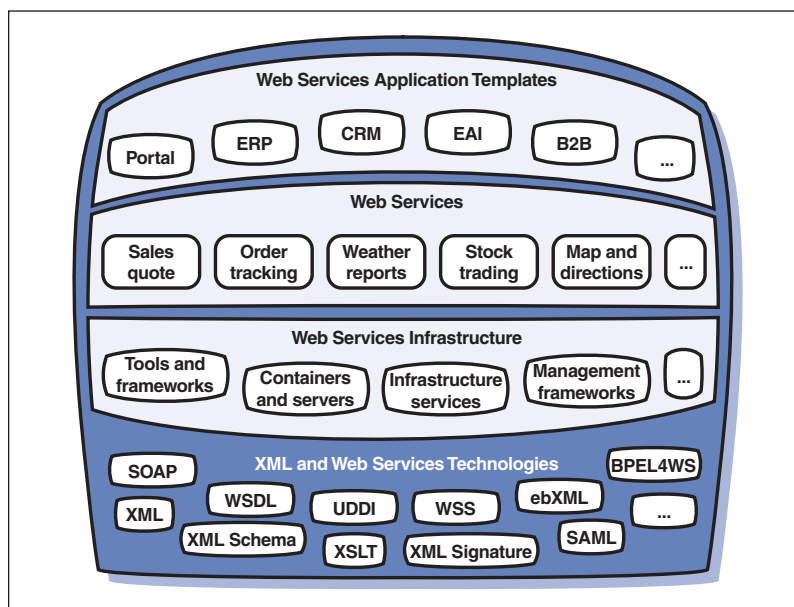 Web Services Application Templates
Portal
ERP
CRM
EAI
B2B
...
Web Services
Sales
quote
Order
tracking
Weather
reports
Stock
trading
Map and
directions
...
Web Services Infrastructure
Tools and
frameworks
Containers
and servers
Infrastructure
services
Management
frameworks
...
XML and Web Services Technologies
SOAP
BPEL4WS
XML
WSDL
UDDI
WSS
ebXML
...
XML Schema
XSLT
XML Signature
SAML